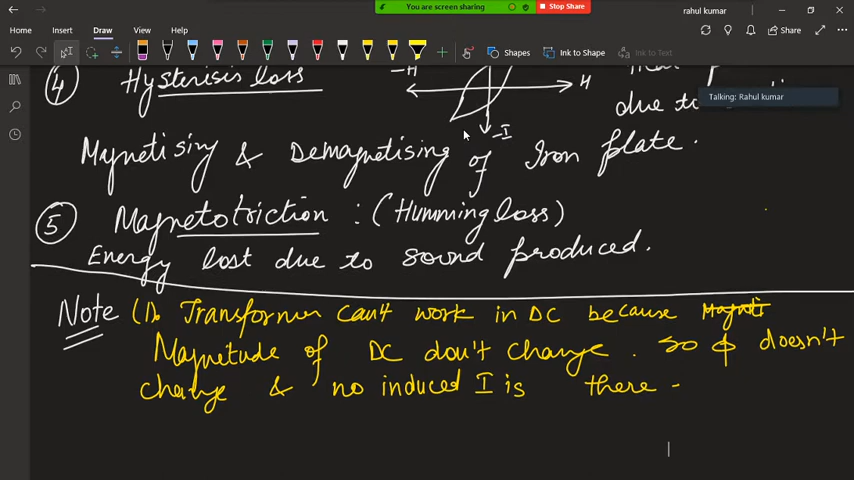 You are screen sharing
Stop Share
rahul kumar
Home Insert Draw View Help
Share
Shapes
Ink to Shape
Ink to Text
Talking: Rahul kumar
④ Hysterisis loss
-H
H
-I
due to
Mgnetising & Demagnetising of Iron plate.
⑤ Magnetotriction : (Humming loss)
Energy lost due to sound produced.
Note (1). Transformer can't work in DC because
Magnitude of DC don't change. So ϕ doesn't
change & no induced I is there -